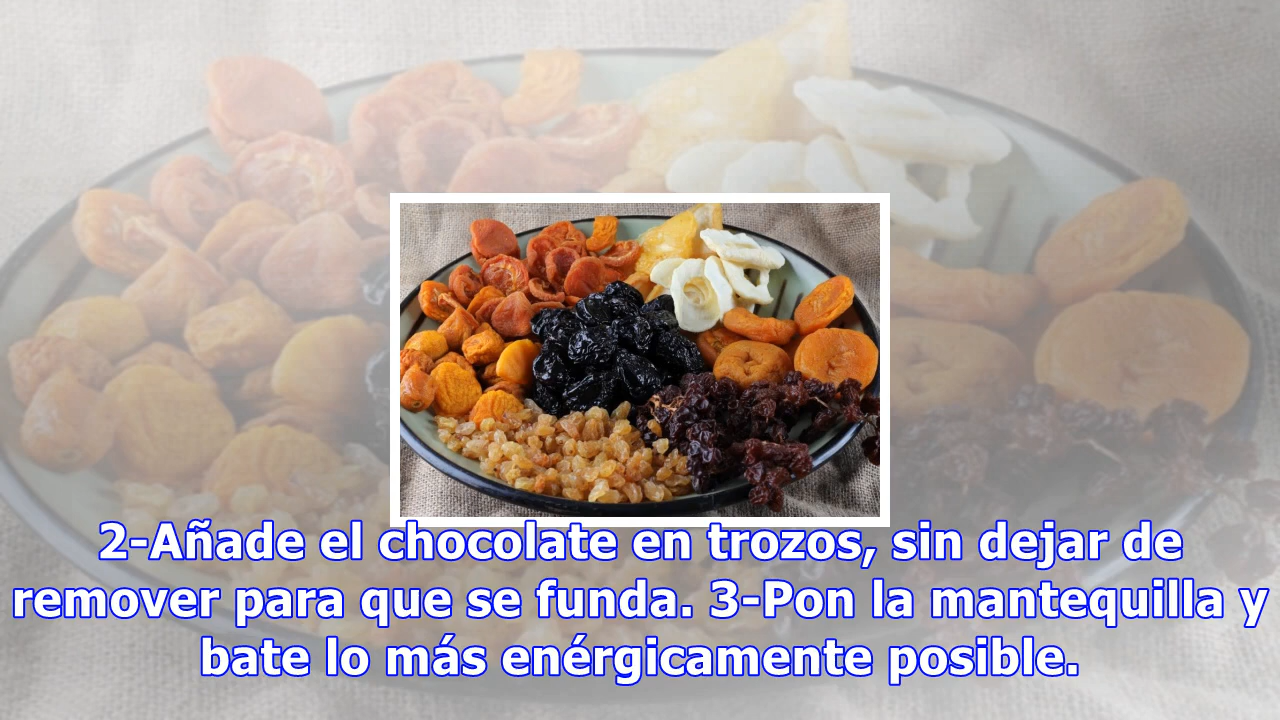 2-Añade el chocolate en trozos, sin dejar de
remover para que se funda. 3-Pon la mantequilla y
bate lo más enérgicamente posible.